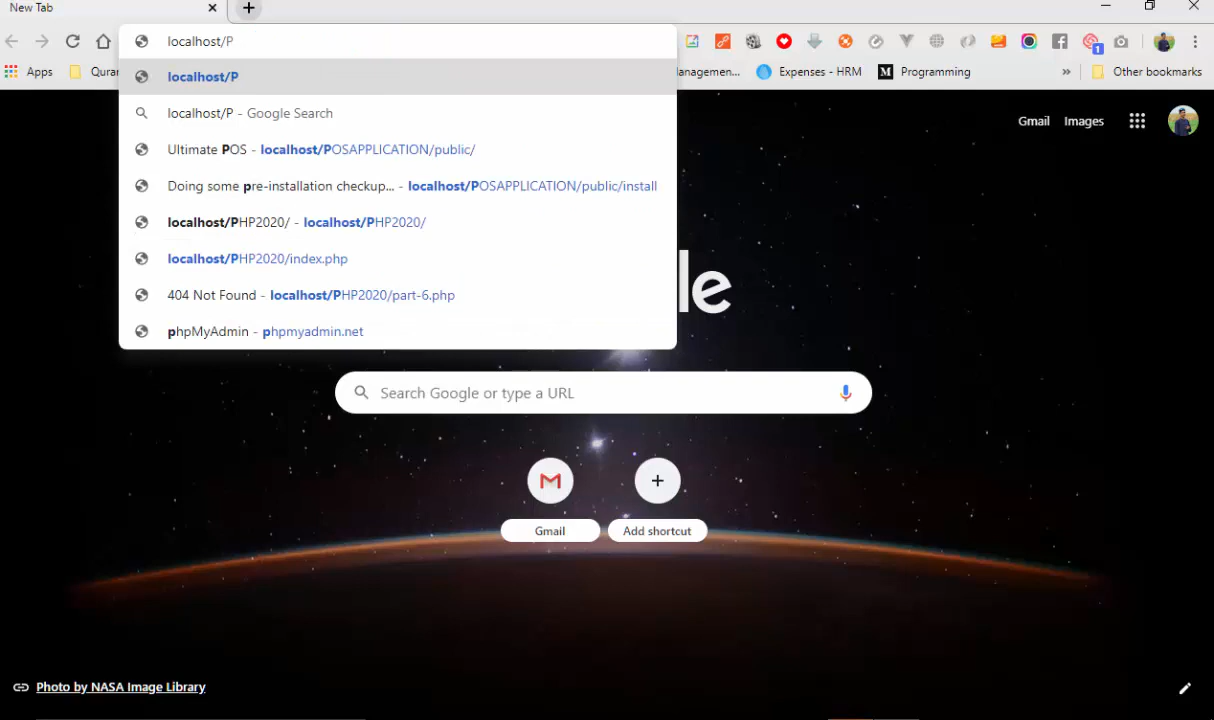 New Tab
localhost/P
Apps
Quran
anagemen...
Expenses - HRM
M
Programming
»
Other bookmarks
1
localhost/P
localhost/P - Google Search
Ultimate POS - localhost/POSAPPLICATION/public/
Doing some pre-installation checkup... - localhost/POSAPPLICATION/public/install
localhost/PHP2020/ - localhost/PHP2020/
localhost/PHP2020/index.php
404 Not Found - localhost/PHP2020/part-6.php
phpMyAdmin - phpmyadmin.net
Gmail
Images
le
Search Google or type a URL
Gmail
Add shortcut
Photo by NASA Image Library